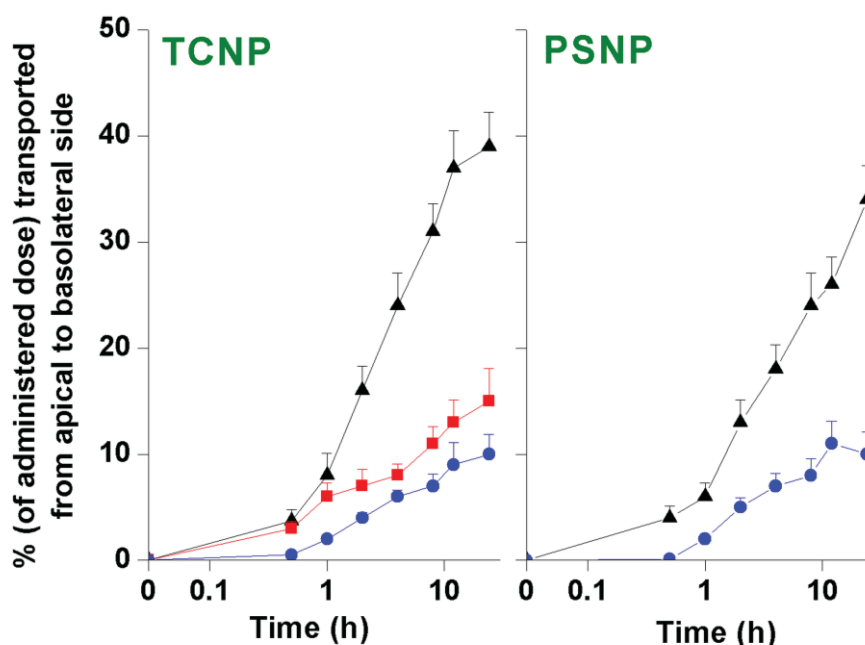 TCNP
PSNP
% (of administered dose) transported
from apical to basolateral side
50
40
30
20
10
0
0 0.1 1 10
0 0.1 1 10
Time (h)
Time (h)